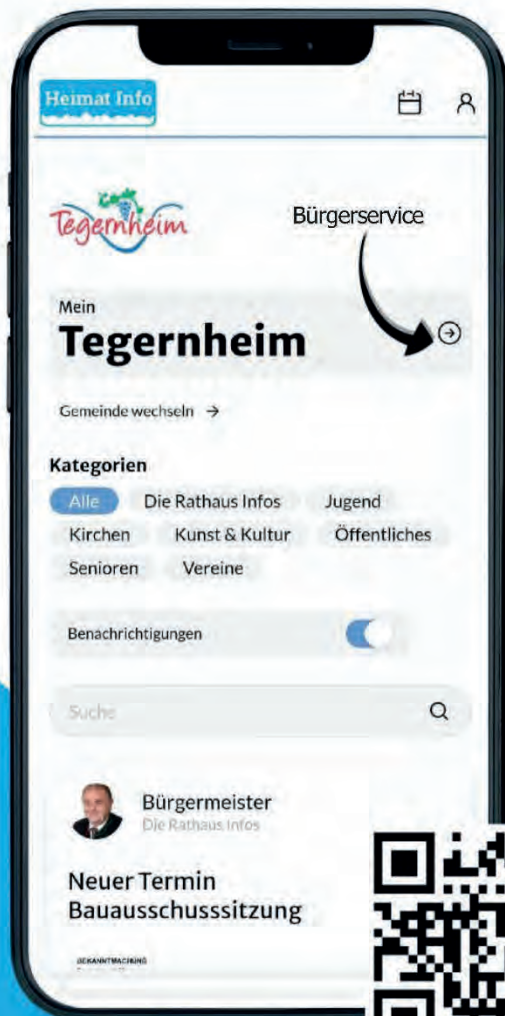 Heimat Info
Tegernheim
Bürgerservice
Mein
Tegernheim
Gemeinde wechseln →
Kategorien
Alle Die Rathaus Infos Jugend
Kirchen Kunst & Kultur Öffentliches
Senioren Vereine
Benachrichtigungen
Suche
Bürgermeister
Die Rathaus Infos
Neuer Termin
Bauausschusssitzung
BEKANNTMACHUNG